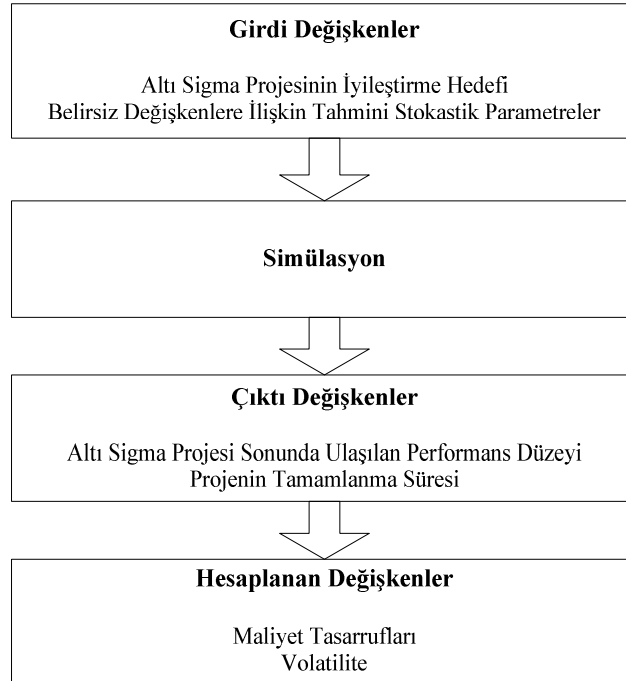 Girdi Değişkenler
Altı Sigma Projesinin İyileştirme Hedefi
Belirsiz Değişkenlere İlişkin Tahmini Stokastik Parametreler
Simülasyon
Çıktı Değişkenler
Altı Sigma Projesi Sonunda Ulaşılan Performans Düzeyi
Projenin Tamamlanma Süresi
Hesaplanan Değişkenler
Maliyet Tasarrufları
Volatilite